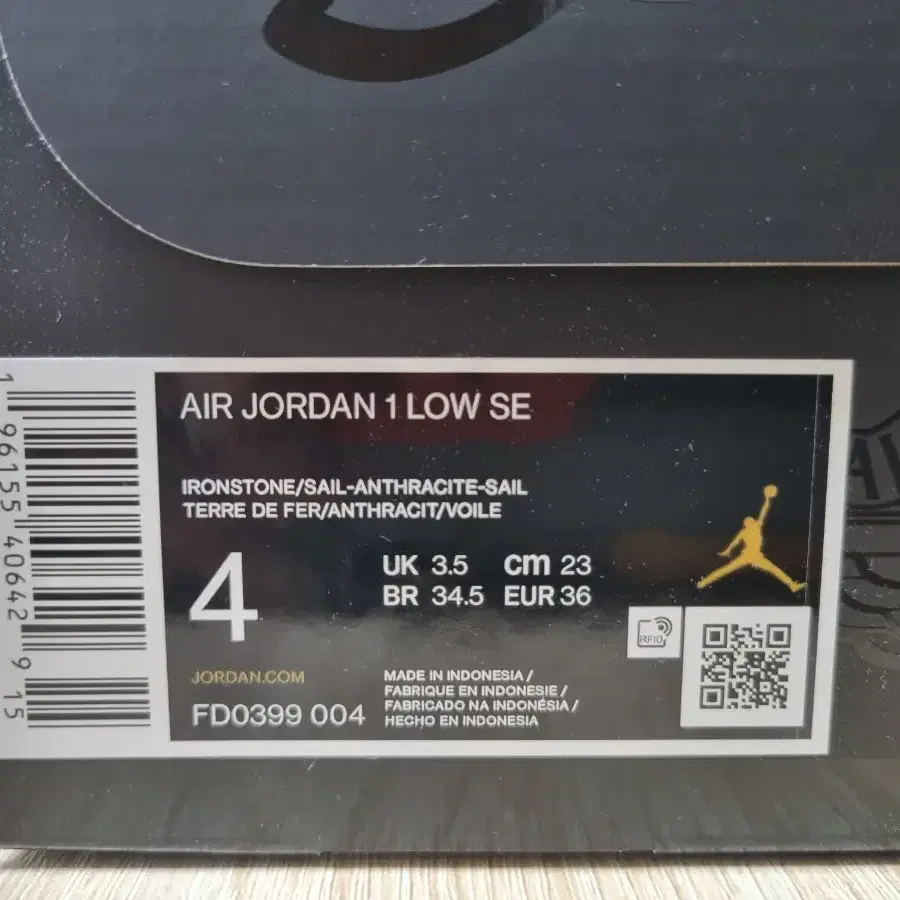 AIR JORDAN 1 LOW SE
IRONSTONE/SAIL-ANTHRACITE-SAIL
TERRE DE FER/ANTHRACIT/VOILE
4
UK 3.5 cm 23
BR 34.5 EUR 36
RFID
JORDAN.COM
FD0399 004
MADE IN INDONESIA /
FABRIQUE EN INDONESIE /
FABRICADO NA INDONÉSIA /
HECHO EN INDONESIA
1 96155 40642 9 15